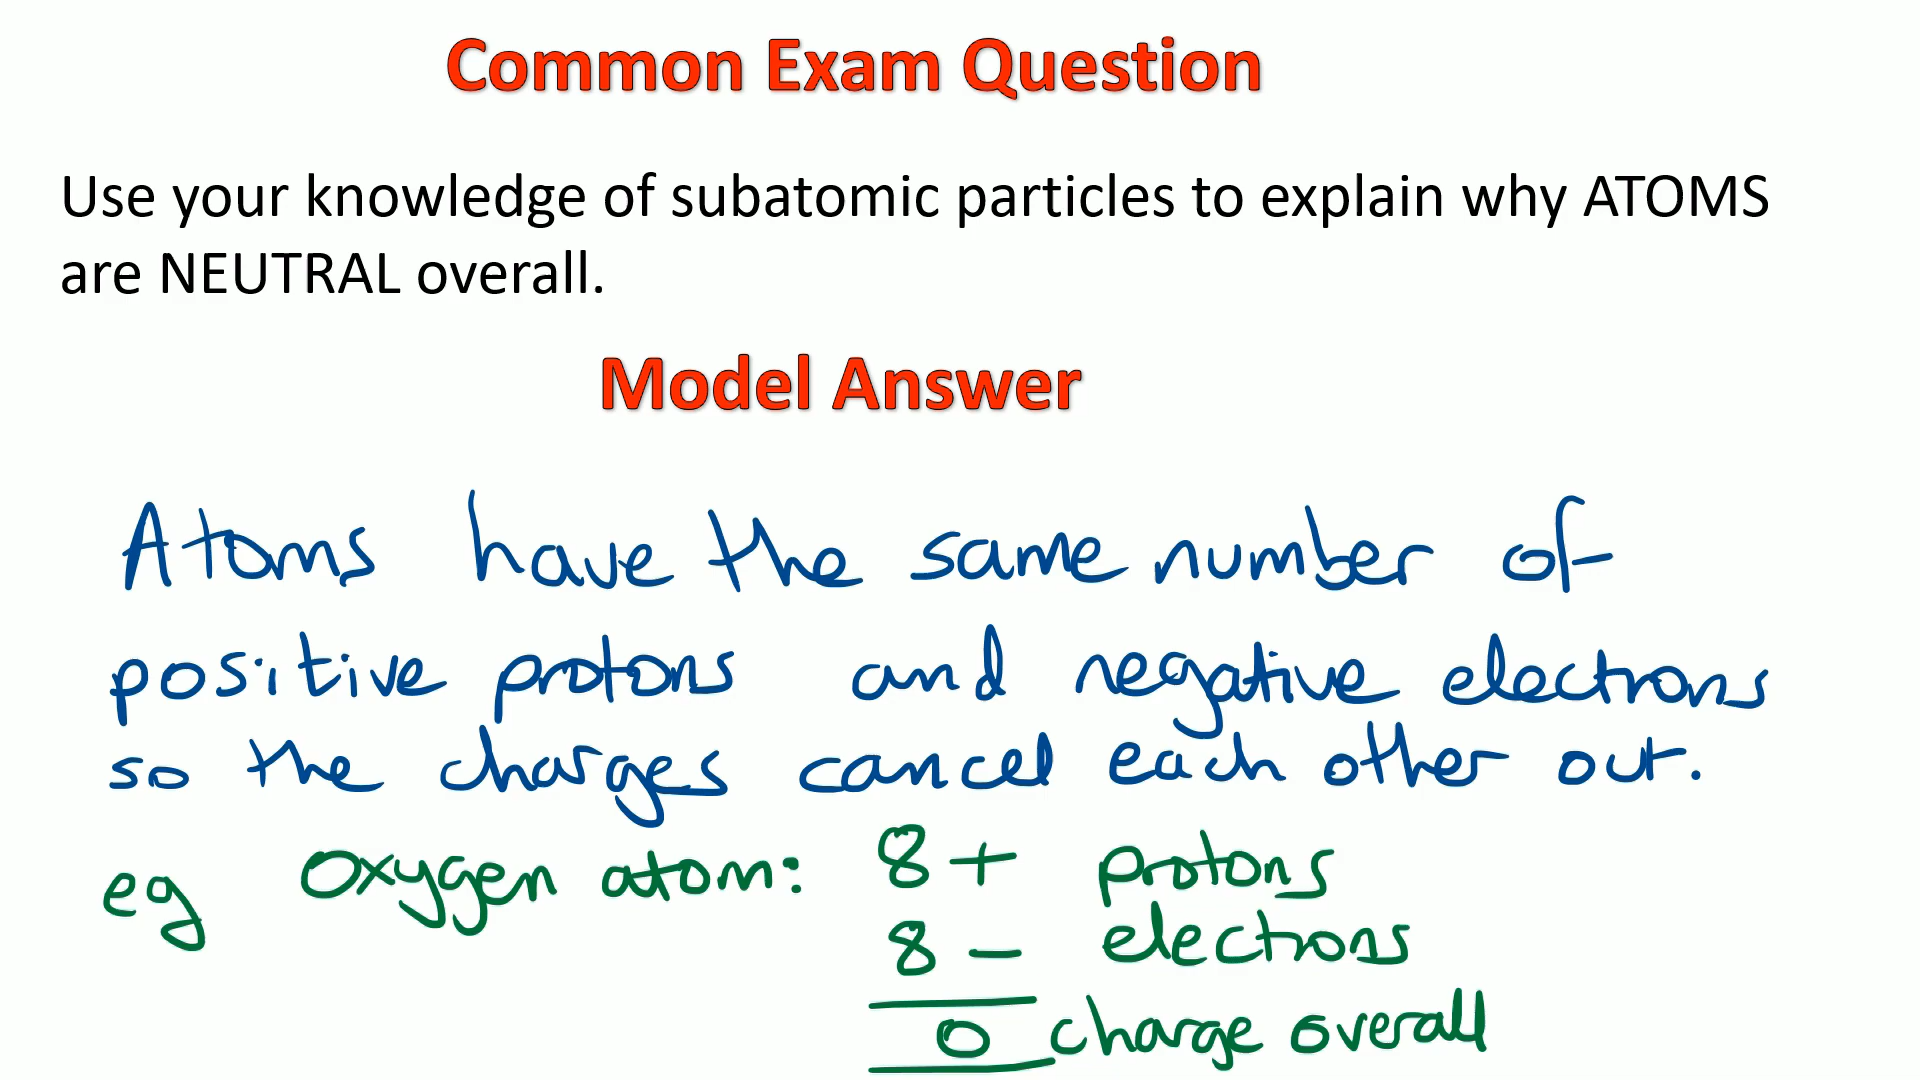 Common Exam Question
Use your knowledge of subatomic particles to explain why ATOMS
are NEUTRAL overall.
Model Answer
Atoms have the same number of
positive protons and negative electrons
so the charges cancel each other out.
eg Oxygen atom: 8+ protons
8 - electrons
0 charge overall